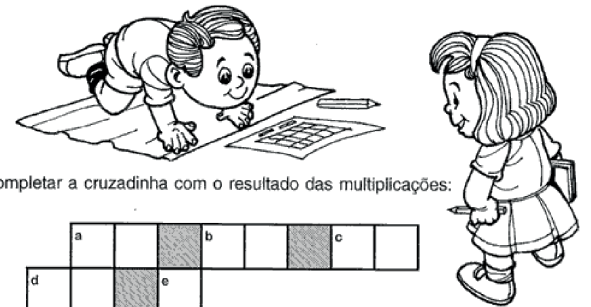 ompletar a cruzadinha com o resultado das multiplicações:
a b c
d e